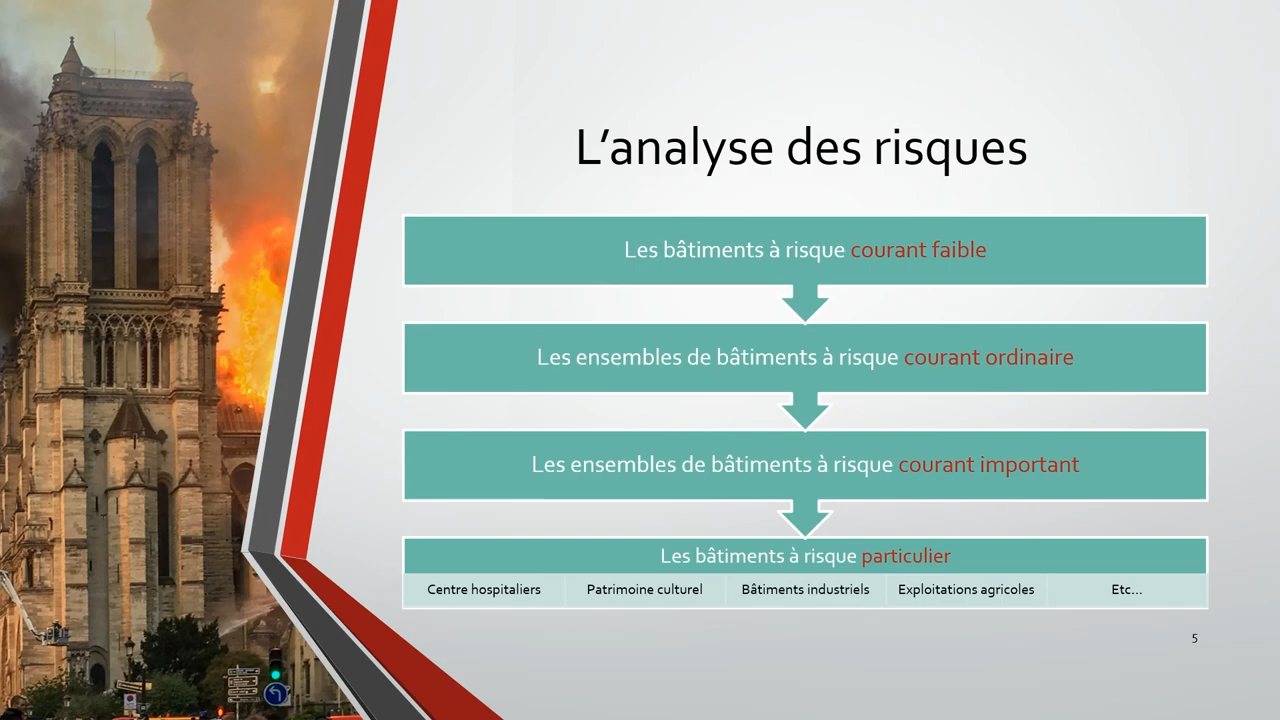 L’analyse des risques
Les bâtiments à risque courant faible
Les ensembles de bâtiments à risque courant ordinaire
Les ensembles de bâtiments à risque courant important
Les bâtiments à risque particulier
Centre hospitaliers
Patrimoine culturel
Bâtiments industriels
Exploitations agricoles
Etc...
5